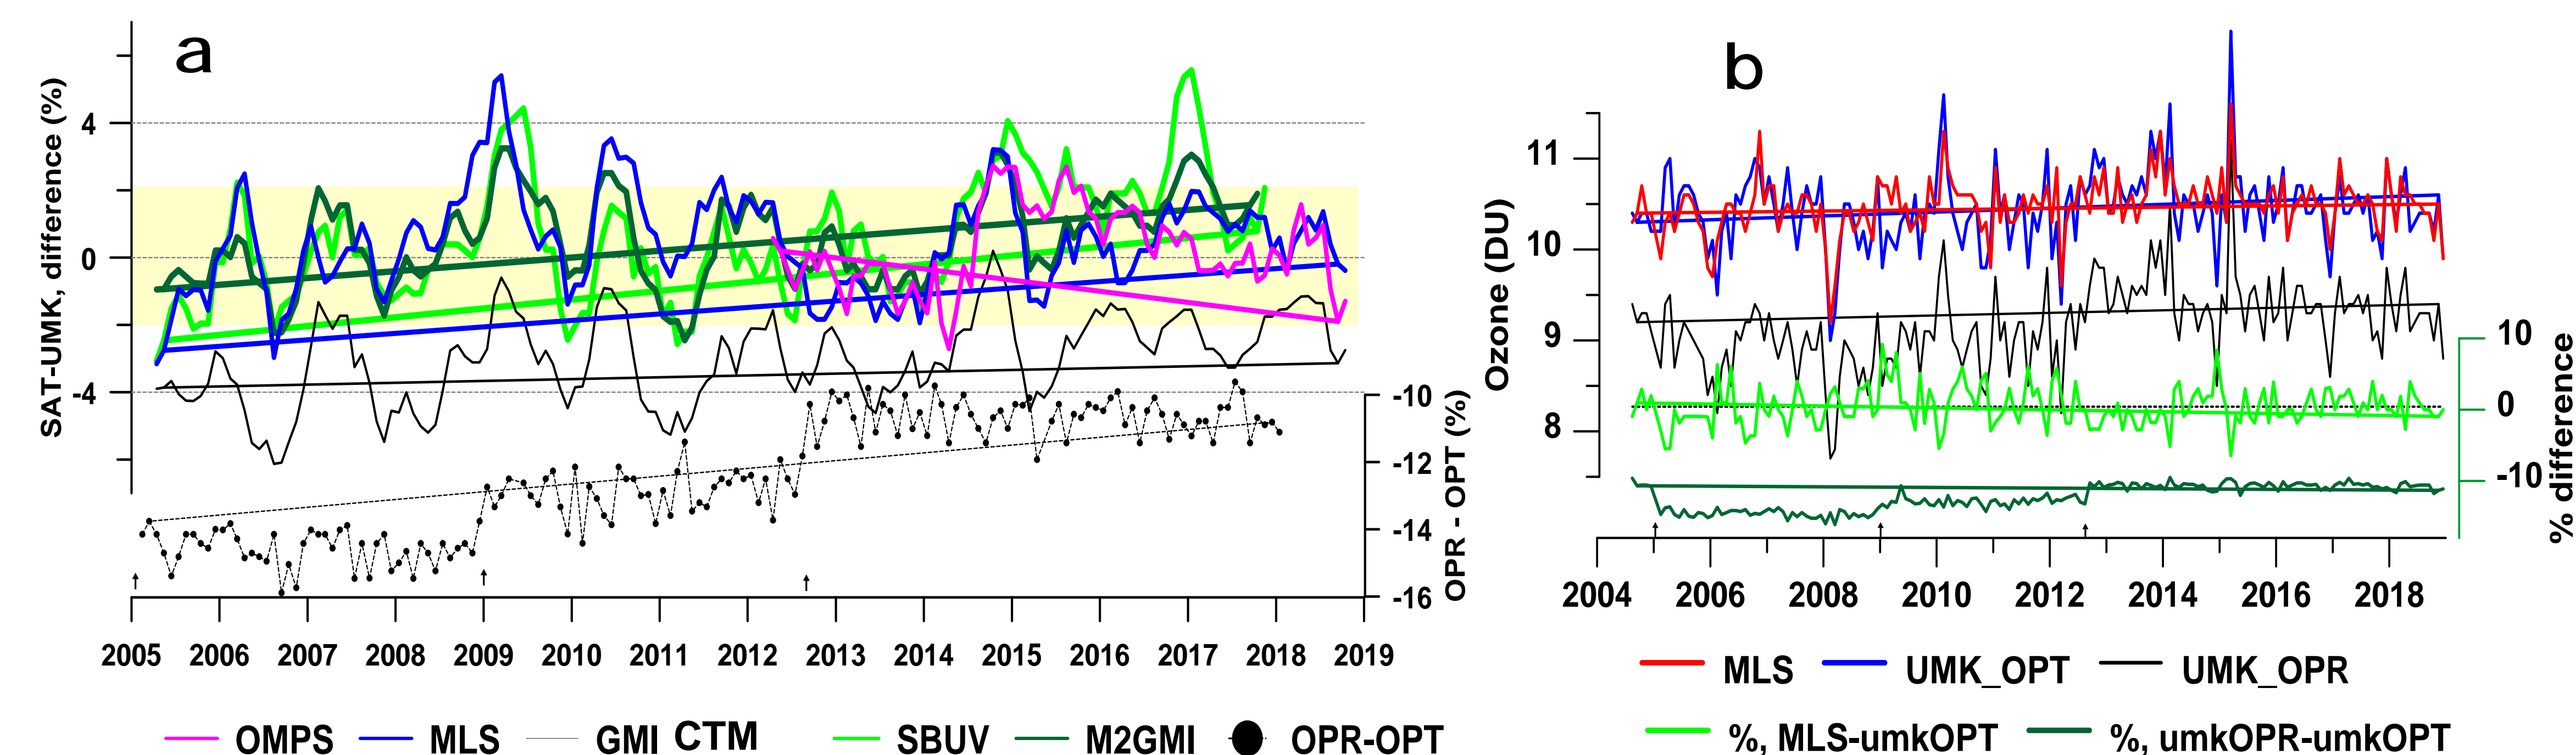 a
SAT-UMK, difference (%)
4
0
-4
-10
-12
-14
-16
OPR - OPT (%)
2005 2006 2007 2008 2009 2010 2011 2012 2013 2014 2015 2016 2017 2018 2019
OMPS MLS GMI CTM SBUV M2GMI OPR-OPT
b
Ozone (DU)
11
10
9
8
10
0
-10
% difference
2004 2006 2008 2010 2012 2014 2016 2018
MLS UMK_OPT UMK_OPR
%, MLS-umkOPT %, umkOPR-umkOPT